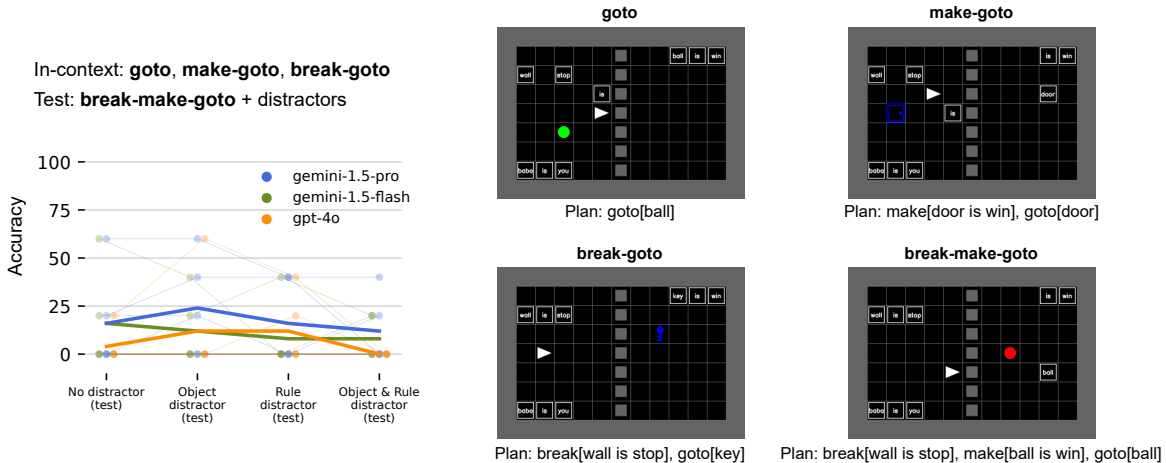 In-context: goto, make-goto, break-goto
Test: break-make-goto + distractors
Accuracy
100
75
50
25
0
gemini-1.5-pro
gemini-1.5-flash
gpt-4o
No distractor
(test)
Object
distractor
(test)
Rule
distractor
(test)
Object & Rule
distractor
(test)
goto
ball is win
wall stop
is
baba is you
Plan: goto[ball]
make-goto
is win
wall stop
door
is
baba is you
Plan: make[door is win], goto[door]
break-goto
key is win
wall is stop
baba is you
Plan: break[wall is stop], goto[key]
break-make-goto
is win
wall is stop
ball
baba is you
Plan: break[wall is stop], make[ball is win], goto[ball]